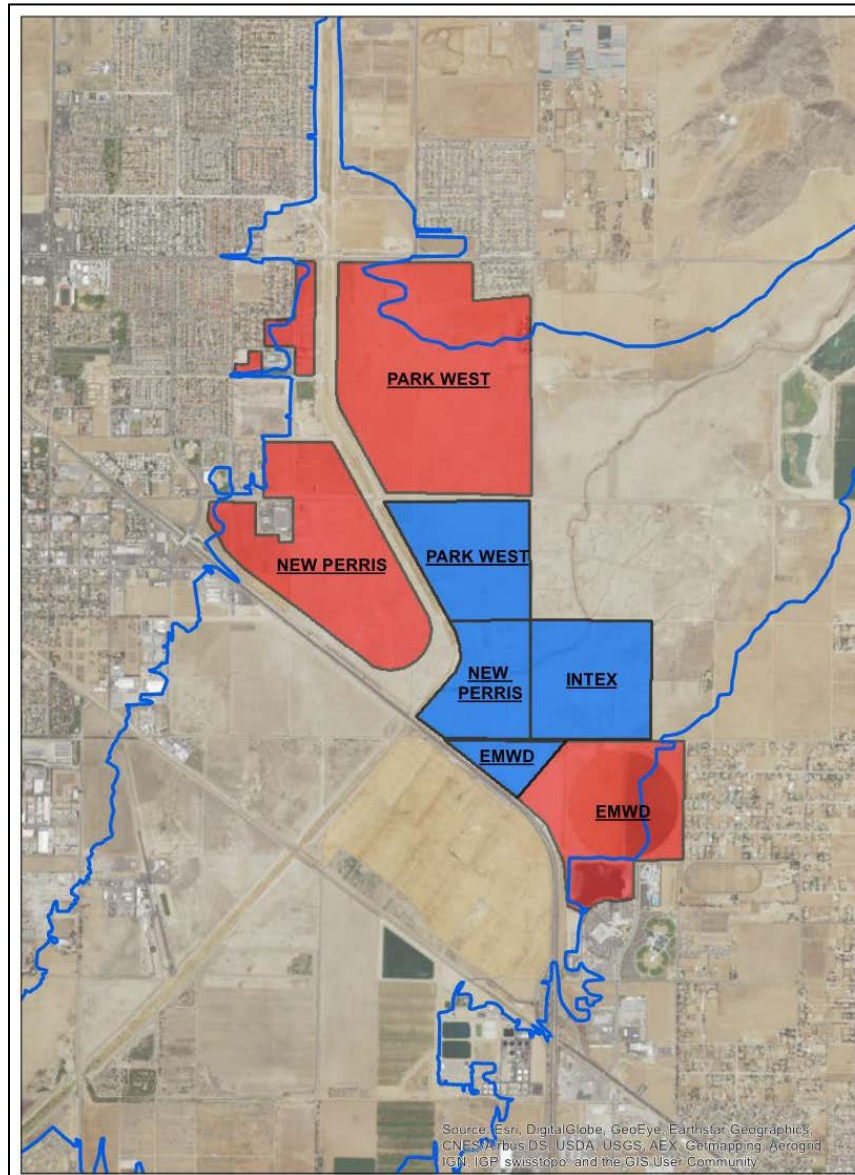 PARK WEST
PARK WEST
NEW PERRIS
NEW
PERRIS
INTEX
EMWD
EMWD
Source: Esri, DigitalGlobe, GeoEye, Earthstar Geographics,
CNES/Airbus DS, USDA, USGS, AEX, Getmapping, Aerogrid,
IGN, IGP, swisstopo, and the GIS User Community